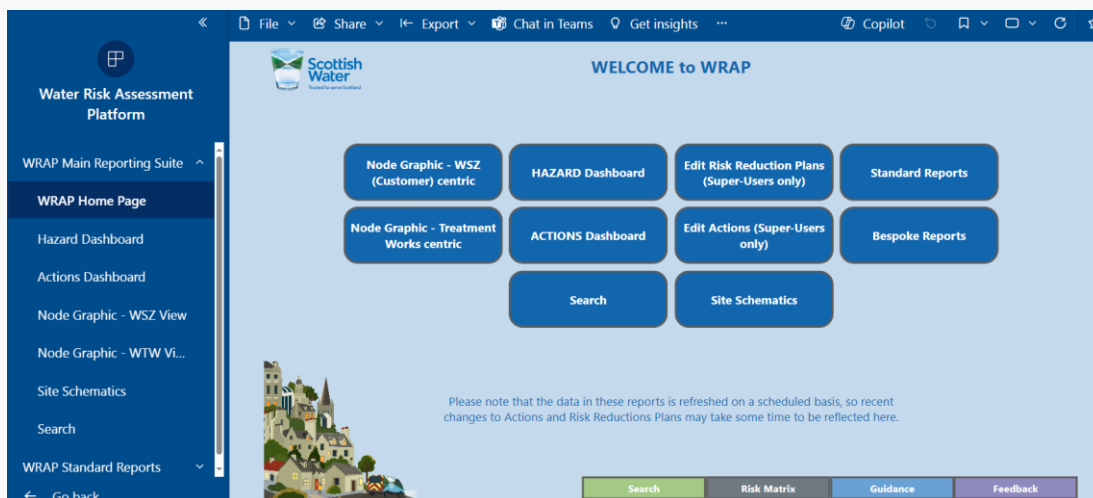 «
File
Share
Export
Chat in Teams
Get insights
...
Copilot
Water Risk Assessment
Platform
WRAP Main Reporting Suite
WRAP Home Page
Hazard Dashboard
Actions Dashboard
Node Graphic - WSZ View
Node Graphic - WTW Vi...
Site Schematics
Search
WRAP Standard Reports
Go back
Scottish
Water
Trusted to serve Scotland
WELCOME to WRAP
Node Graphic - WSZ
(Customer) centric
HAZARD Dashboard
Edit Risk Reduction Plans
(Super-Users only)
Standard Reports
Node Graphic - Treatment
Works centric
ACTIONS Dashboard
Edit Actions (Super-Users
only)
Bespoke Reports
Search
Site Schematics
Please note that the data in these reports is refreshed on a scheduled basis, so recent
changes to Actions and Risk Reductions Plans may take some time to be reflected here.
Search
Risk Matrix
Guidance
Feedback